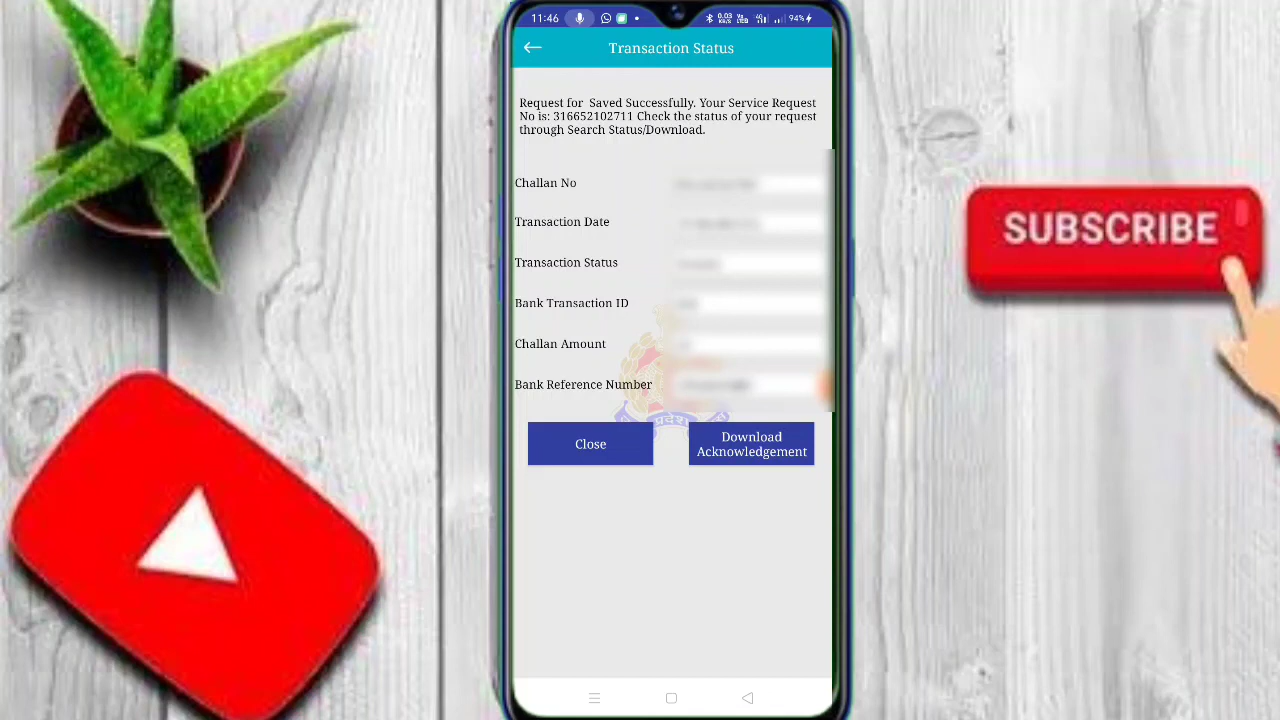 11:46
94%
Transaction Status
Request for Saved Successfully. Your Service Request
No is: 316652102711 Check the status of your request
through Search Status/Download.
Challan No
Transaction Date
Transaction Status
Bank Transaction ID
Challan Amount
Bank Reference Number
प्रदेश
Close
Download
Acknowledgement
SUBSCRIBE